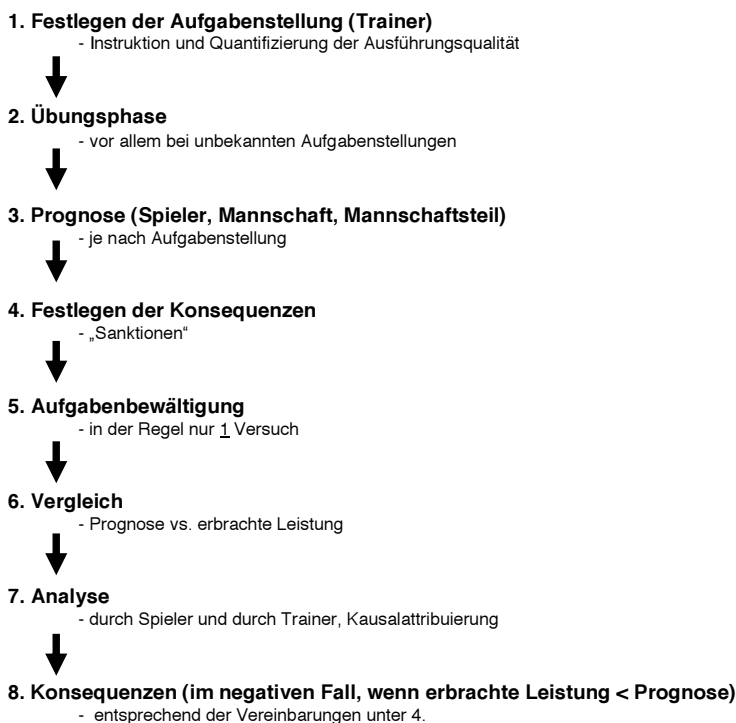 1. Festlegen der Aufgabenstellung (Trainer)
- Instruktion und Quantifizierung der Ausführungsqualität
2. Übungsphase
- vor allem bei unbekannten Aufgabenstellungen
3. Prognose (Spieler, Mannschaft, Mannschaftsteil)
- je nach Aufgabenstellung
4. Festlegen der Konsequenzen
- „Sanktionen“
5. Aufgabenbewältigung
- in der Regel nur 1 Versuch
6. Vergleich
- Prognose vs. erbrachte Leistung
7. Analyse
- durch Spieler und durch Trainer, Kausalattribuierung
8. Konsequenzen (im negativen Fall, wenn erbrachte Leistung < Prognose)
- entsprechend der Vereinbarungen unter 4.